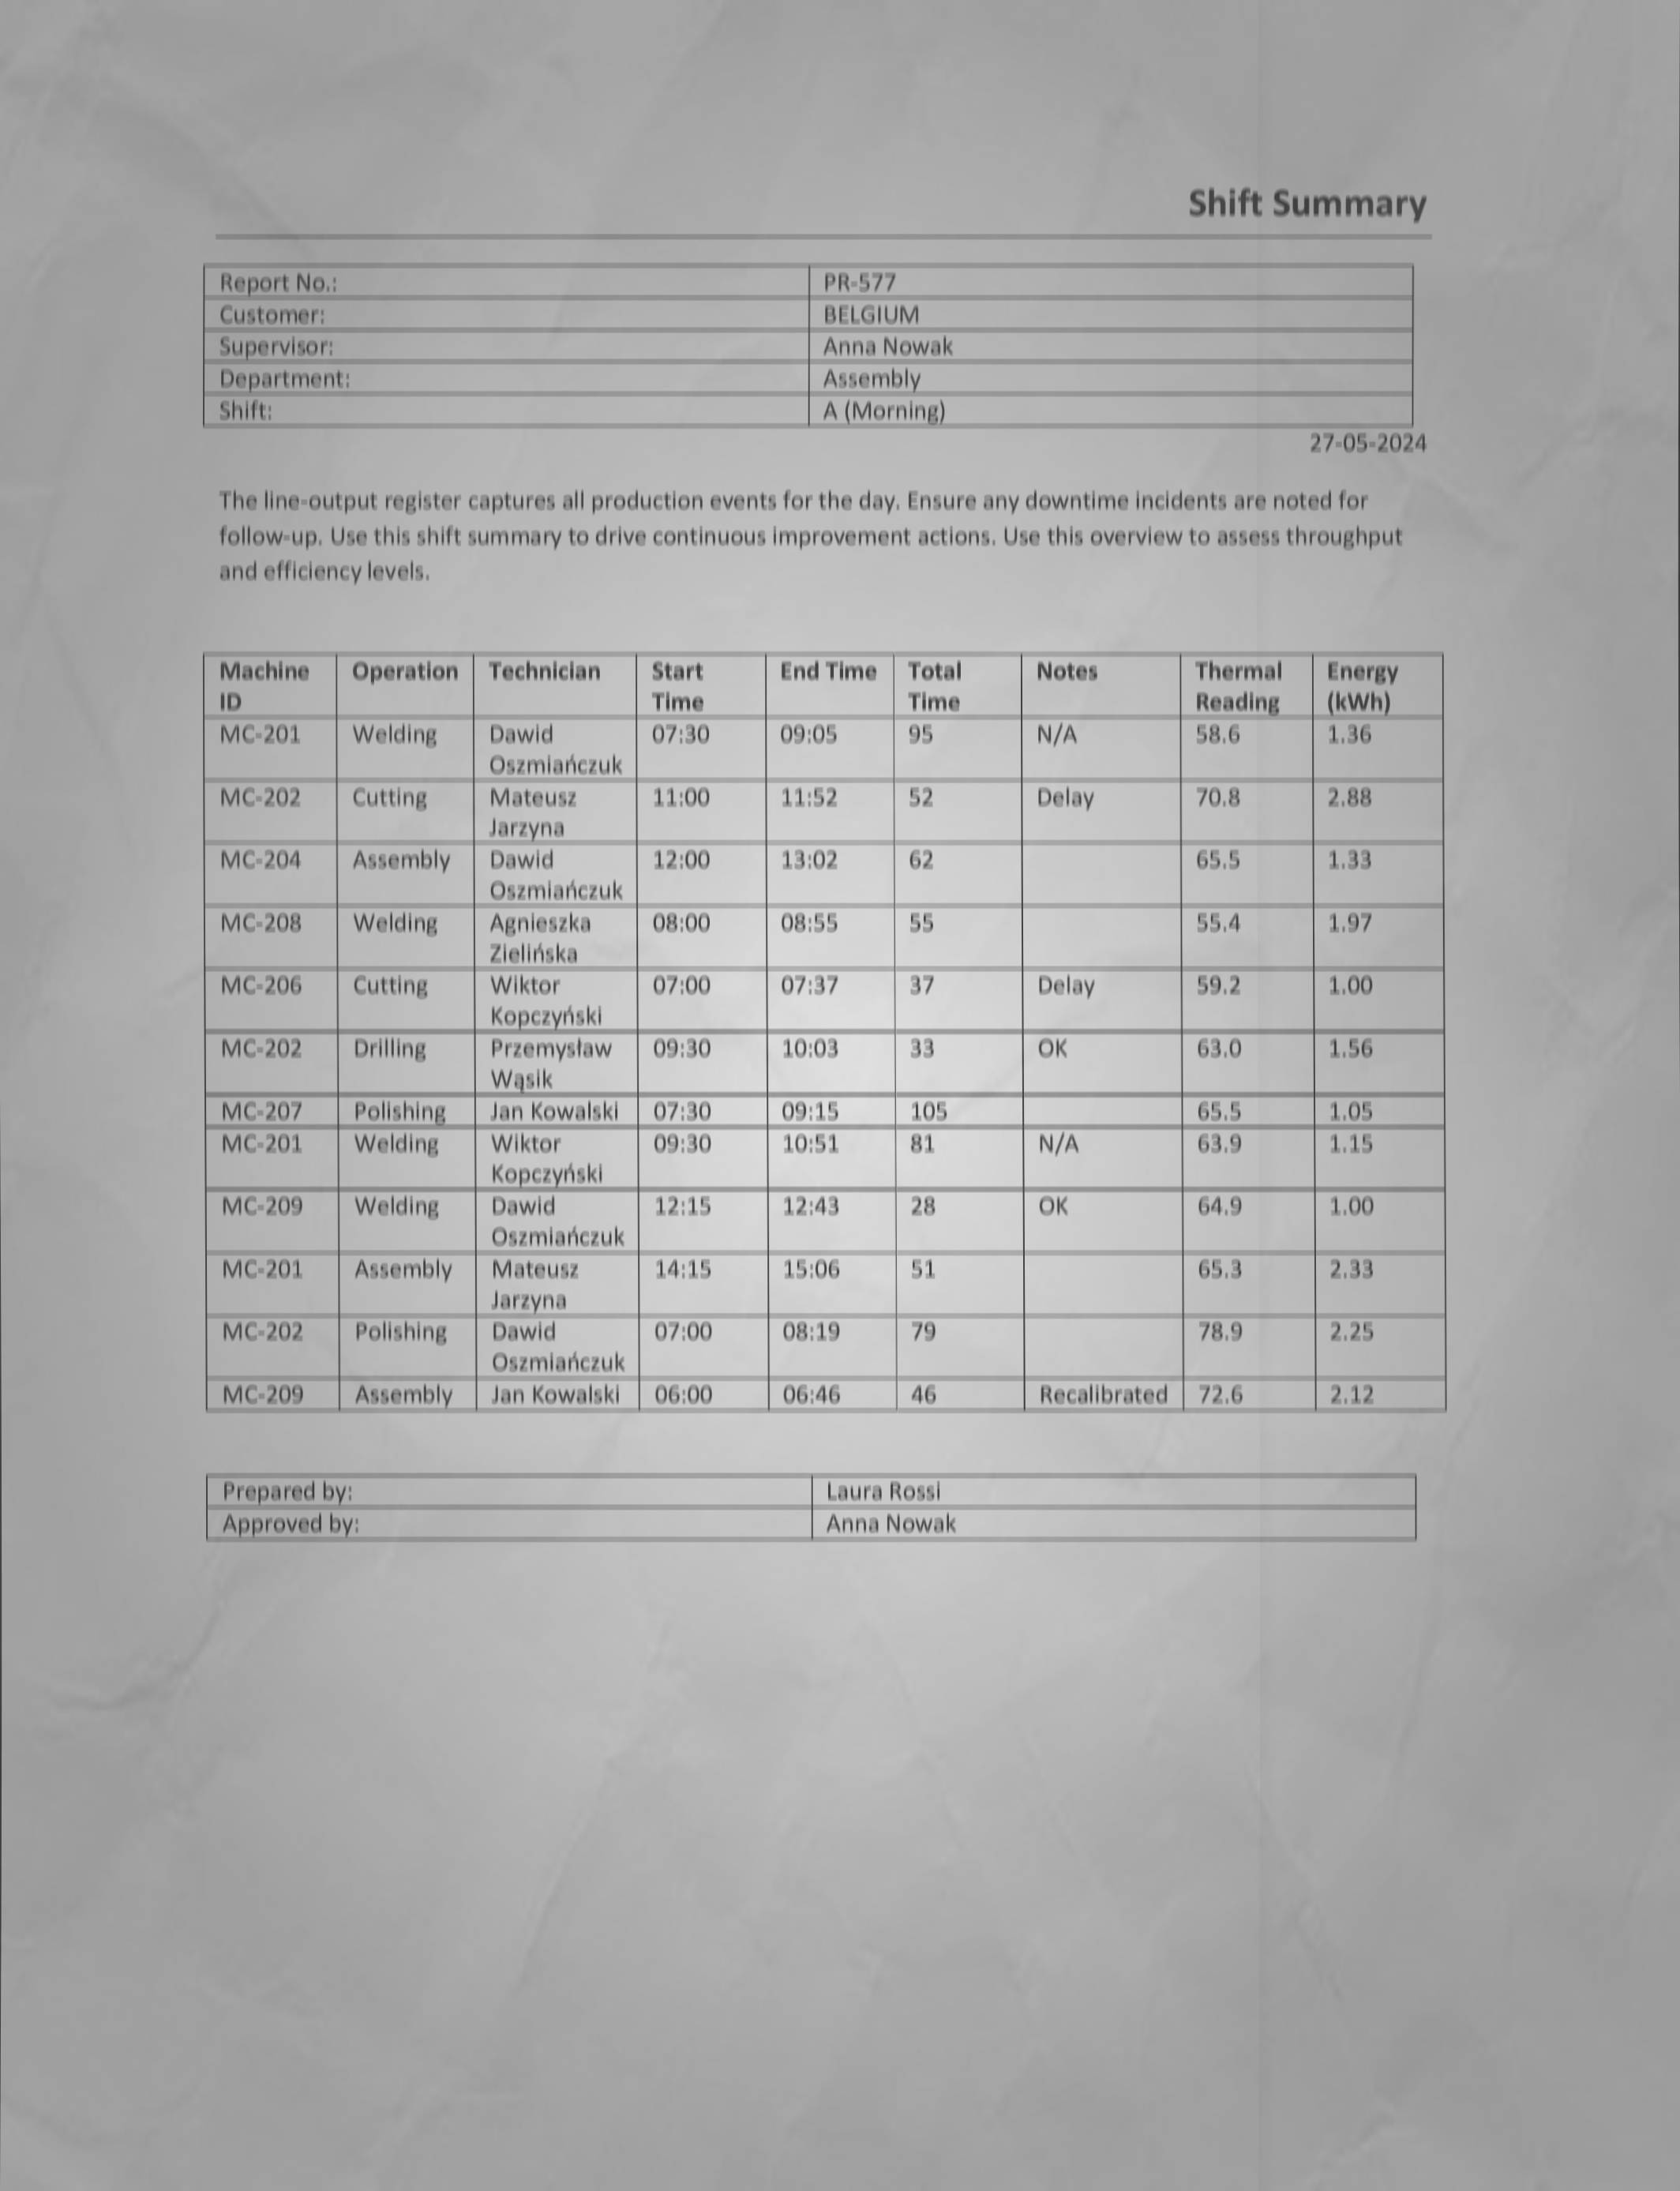 Shift Summary
Report No.: PR-577
Customer: BELGIUM
Supervisor: Anna Nowak
Department: Assembly
Shift: A (Morning)
27-05-2024
The line-output register captures all production events for the day. Ensure any downtime incidents are noted for
follow-up. Use this shift summary to drive continuous improvement actions. Use this overview to assess throughput
and efficiency levels.
Machine ID Operation Technician Start Time End Time Total Time Notes Thermal Reading Energy (kWh)
MC-201 Welding Dawid Oszmiańczuk 07:30 09:05 95 N/A 58.6 1.36
MC-202 Cutting Mateusz Jarzyna 11:00 11:52 52 Delay 70.8 2.88
MC-204 Assembly Dawid Oszmiańczuk 12:00 13:02 62 65.5 1.33
MC-208 Welding Agnieszka Zielińska 08:00 08:55 55 55.4 1.97
MC-206 Cutting Wiktor Kopczyński 07:00 07:37 37 Delay 59.2 1.00
MC-202 Drilling Przemysław Wąsik 09:30 10:03 33 OK 63.0 1.56
MC-207 Polishing Jan Kowalski 07:30 09:15 105 65.5 1.05
MC-201 Welding Wiktor Kopczyński 09:30 10:51 81 N/A 63.9 1.15
MC-209 Welding Dawid Oszmiańczuk 12:15 12:43 28 OK 64.9 1.00
MC-201 Assembly Mateusz Jarzyna 14:15 15:06 51 65.3 2.33
MC-202 Polishing Dawid Oszmiańczuk 07:00 08:19 79 78.9 2.25
MC-209 Assembly Jan Kowalski 06:00 06:46 46 Recalibrated 72.6 2.12
Prepared by: Laura Rossi
Approved by: Anna Nowak